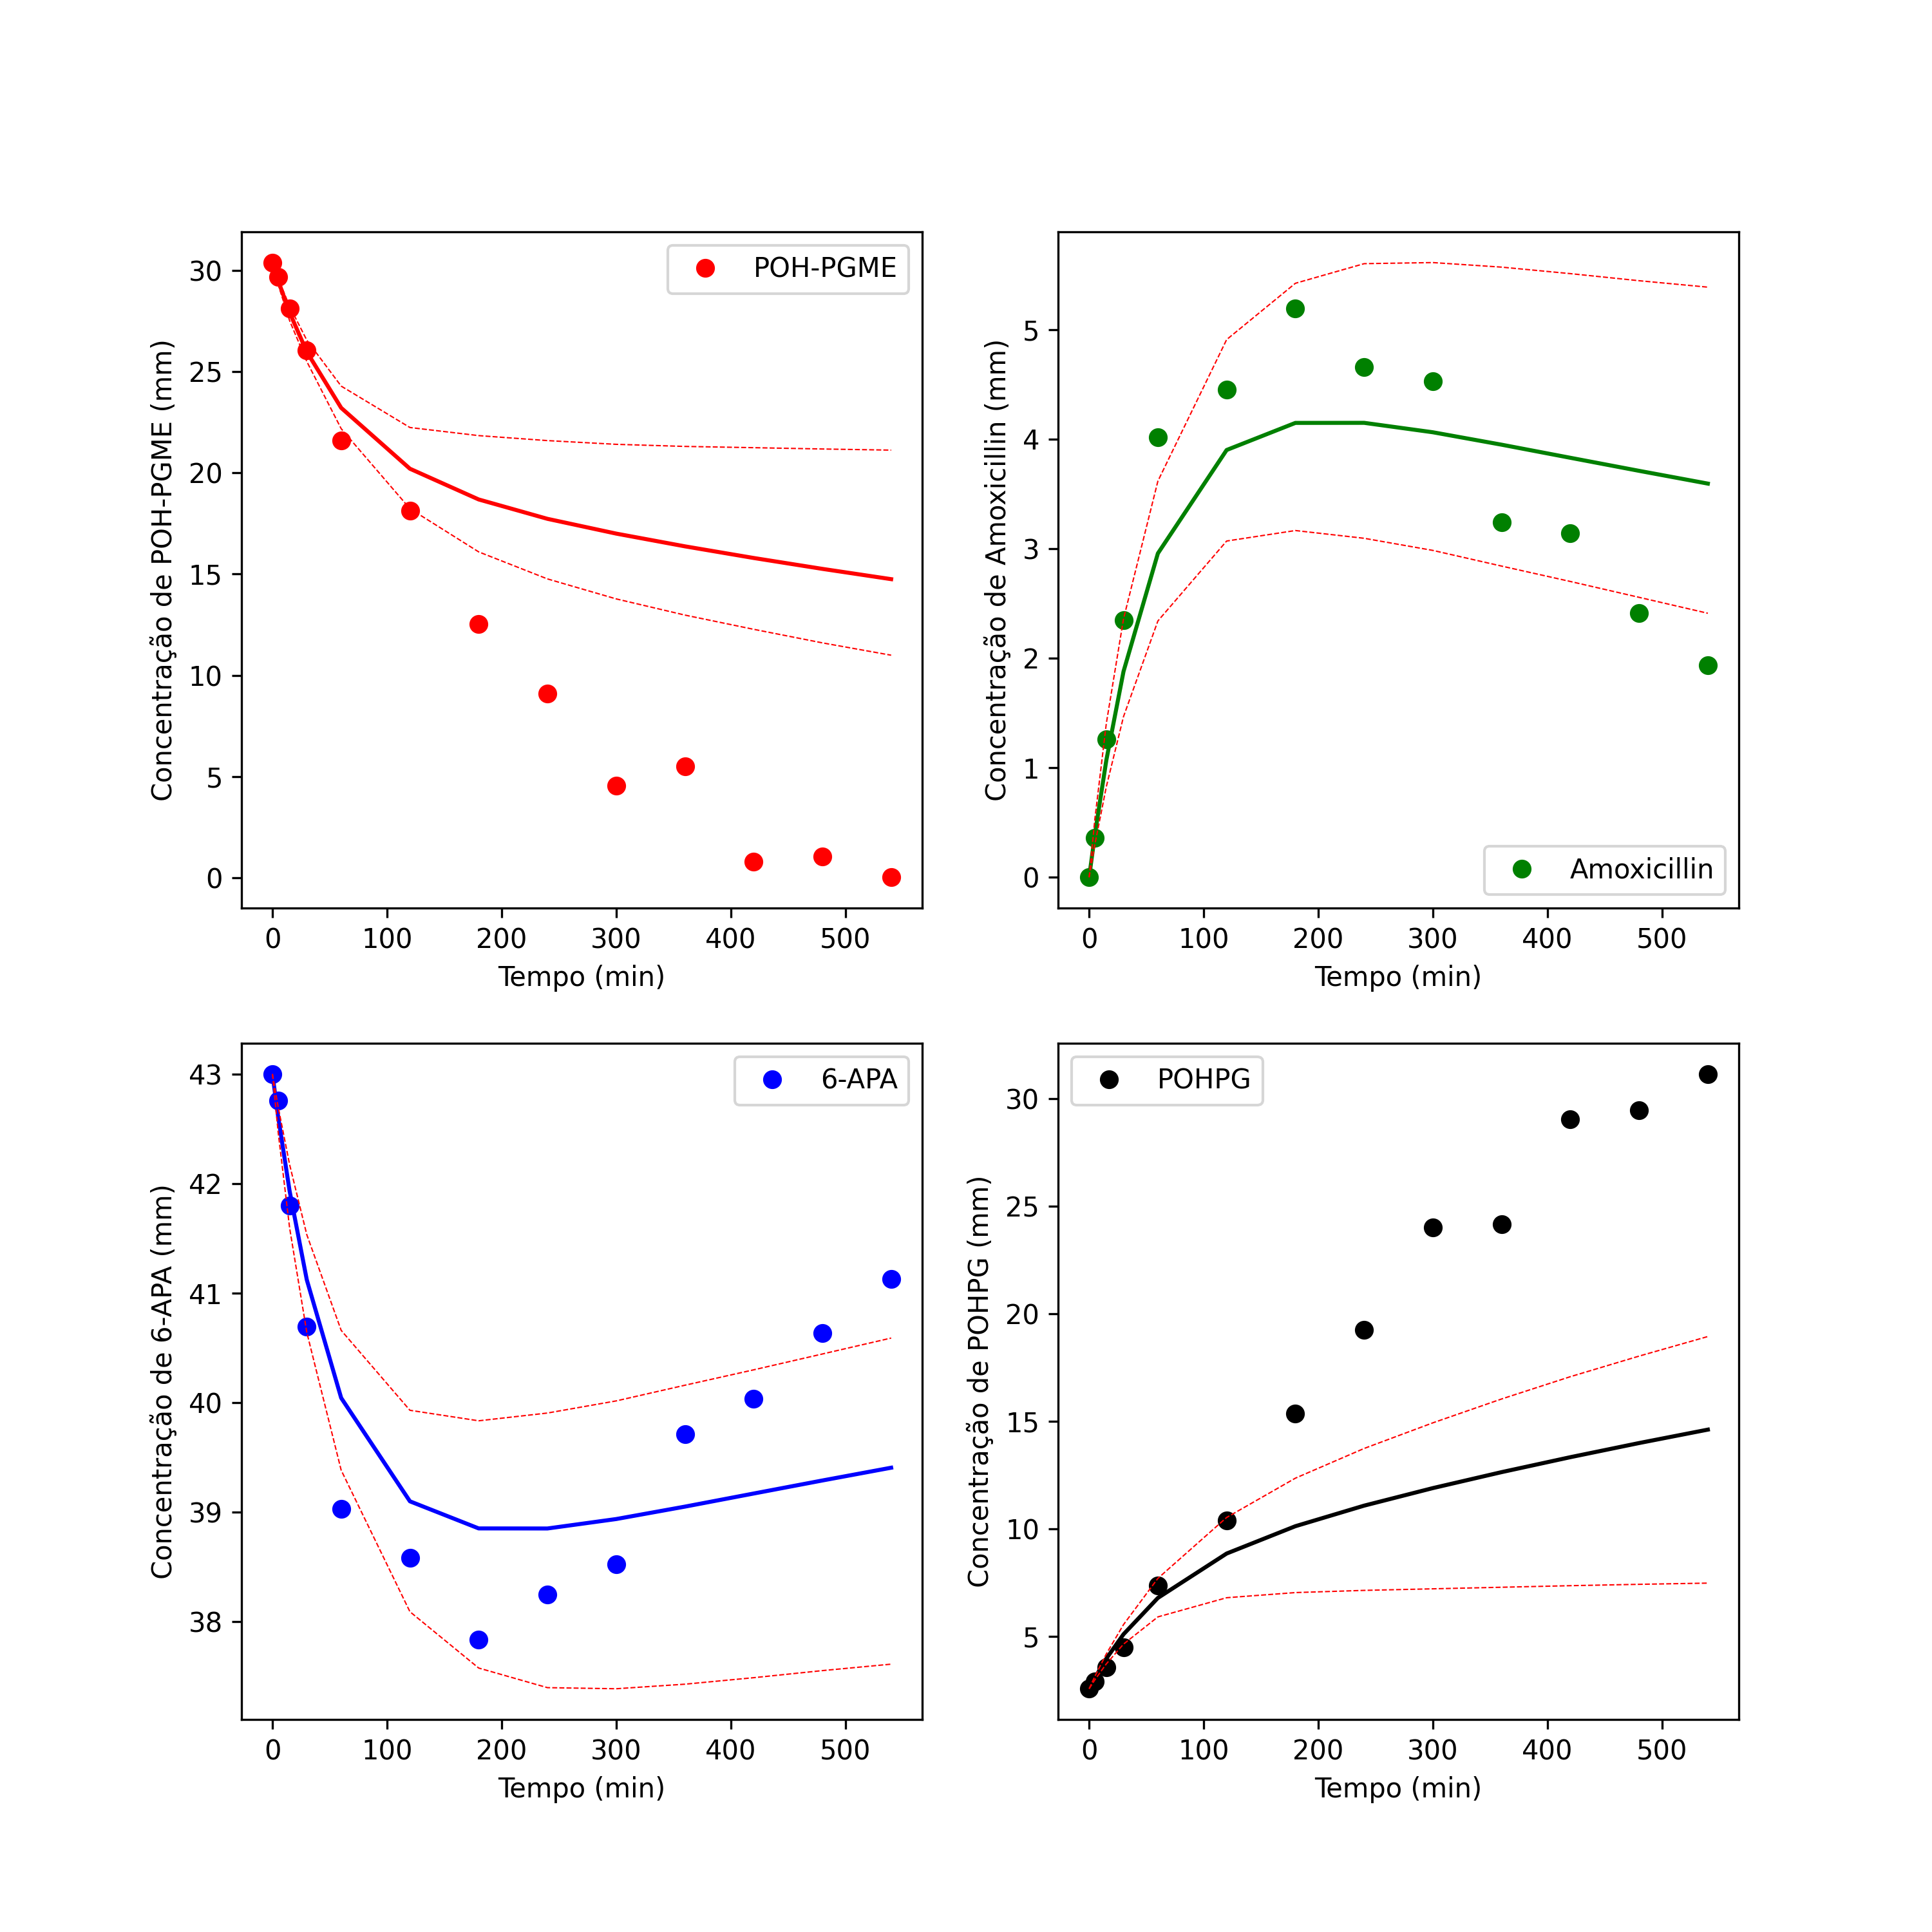 POH-PGME
Concentração de POH-PGME (mm)
30
25
20
15
10
5
0
0 100 200 300 400 500
Tempo (min)
Amoxicillin
Concentração de Amoxicillin (mm)
5
4
3
2
1
0
0 100 200 300 400 500
Tempo (min)
6-APA
Concentração de 6-APA (mm)
43
42
41
40
39
38
0 100 200 300 400 500
Tempo (min)
POHPG
Concentração de POHPG (mm)
30
25
20
15
10
5
0 100 200 300 400 500
Tempo (min)